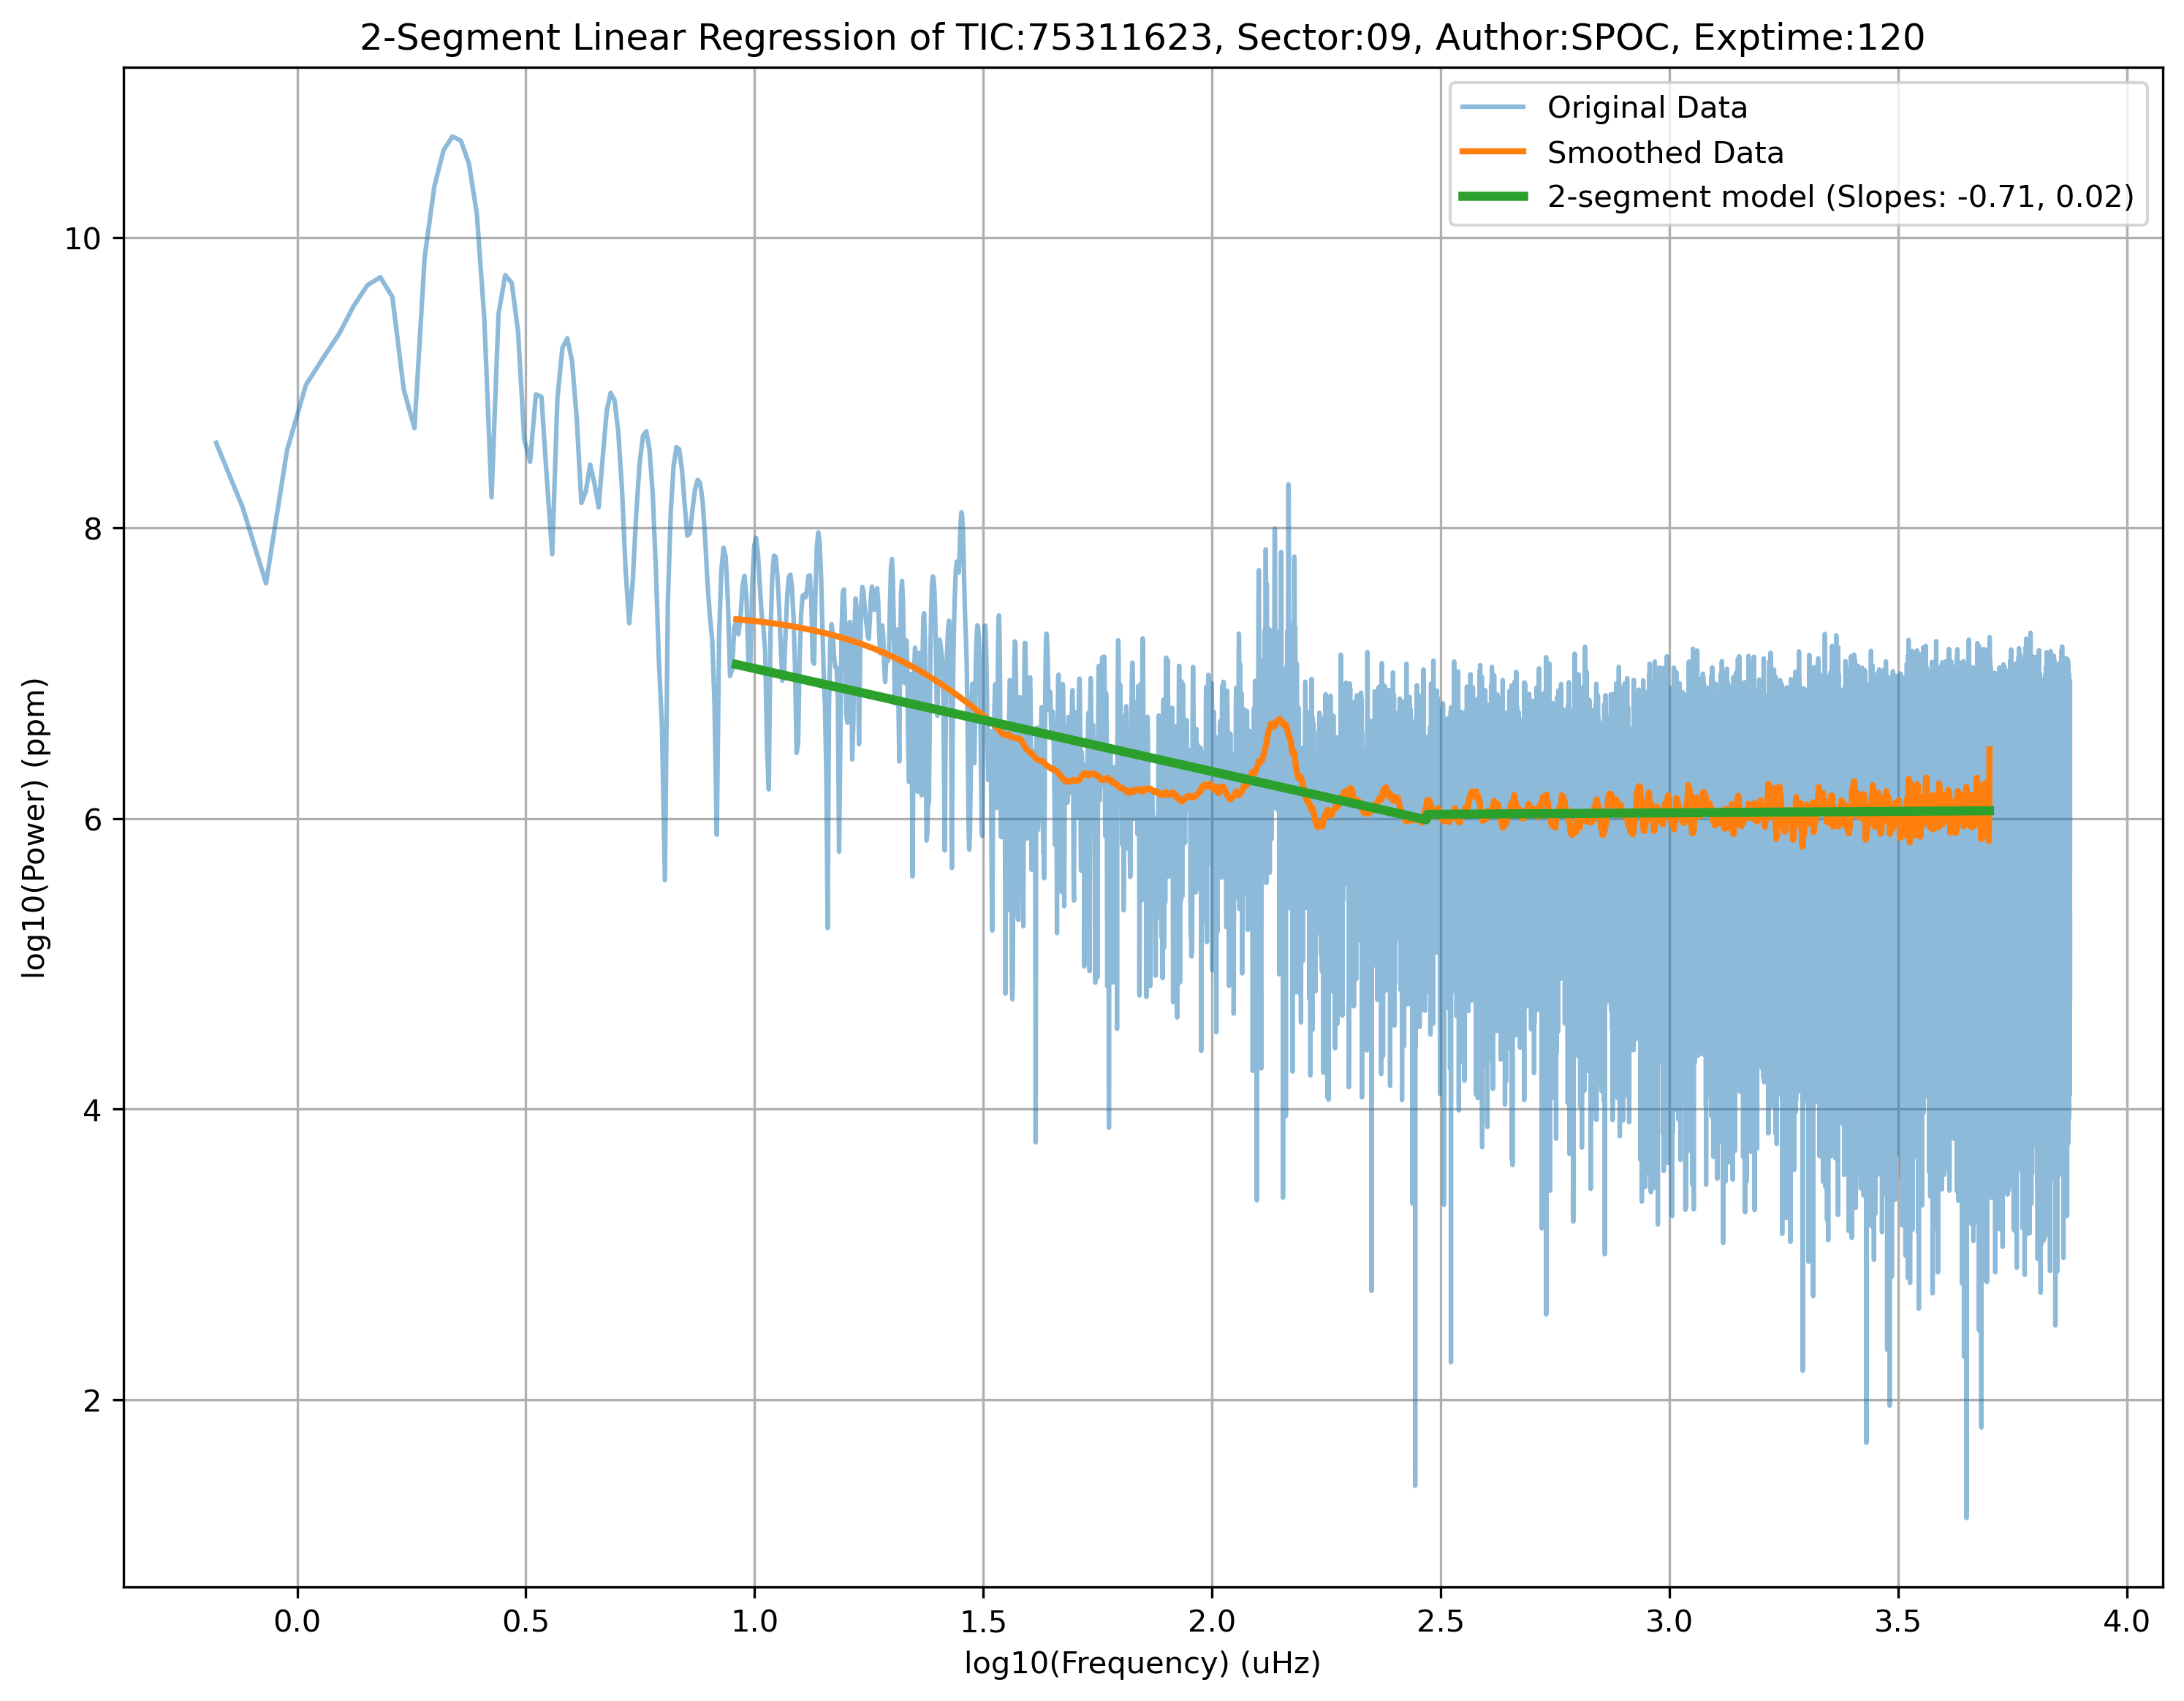 2-Segment Linear Regression of TIC:75311623, Sector:09, Author:SPOC, Exptime:120
Original Data
Smoothed Data
2-segment model (Slopes: -0.71, 0.02)
log10(Power) (ppm)
10
8
6
4
2
0.0 0.5 1.0 1.5 2.0 2.5 3.0 3.5 4.0
log10(Frequency) (uHz)